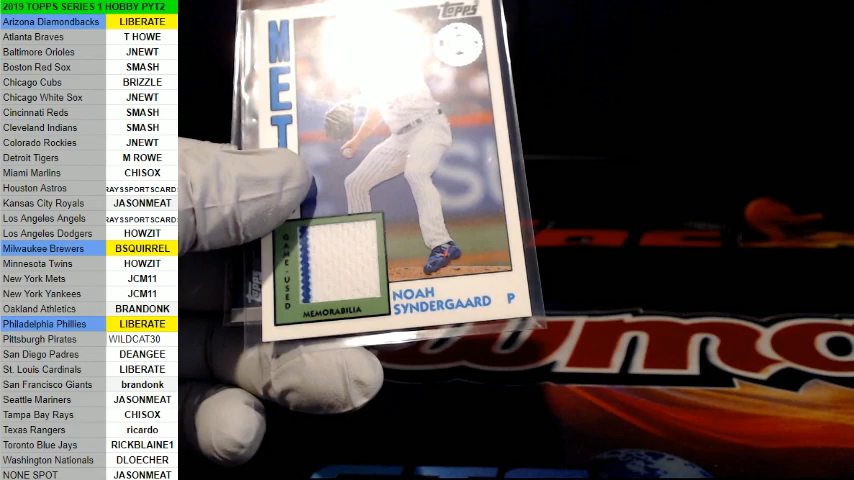 2019 TOPPS SERIES 1 HOBBY PYT2
Arizona Diamondbacks LIBERATE
Atlanta Braves T HOWE
Baltimore Orioles JNEWT
Boston Red Sox SMASH
Chicago Cubs BRIZZLE
Chicago White Sox JNEWT
Cincinnati Reds SMASH
Cleveland Indians SMASH
Colorado Rockies JNEWT
Detroit Tigers M ROWE
Miami Marlins CHISOX
Houston Astros RAYSSPORTSCARD
Kansas City Royals JASONMEAT
Los Angeles Angels RAYSSPORTSCARD
Los Angeles Dodgers HOWZIT
Milwaukee Brewers BSQUIRREL
Minnesota Twins HOWZIT
New York Mets JCM11
New York Yankees JCM11
Oakland Athletics BRANDONK
Philadelphia Phillies LIBERATE
Pittsburgh Pirates WILDCAT30
San Diego Padres DEANGEE
St. Louis Cardinals LIBERATE
San Francisco Giants brandonk
Seattle Mariners JASONMEAT
Tampa Bay Rays CHISOX
Texas Rangers ricardo
Toronto Blue Jays RICKBLAINE1
Washington Nationals DLOECHER
NONE SPOT JASONMEAT
Topps
MET
GAME-USED
MEMORABILIA
NOAH
SYNDERGAARD P
Topps